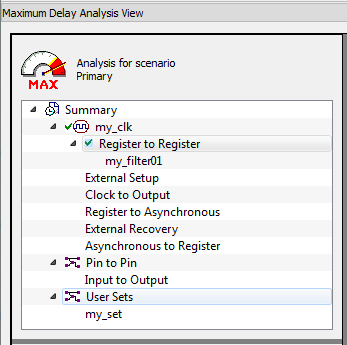 Maximum Delay Analysis View
Analysis for scenario
Primary
MAX
Summary
my_clk
Register to Register
my_filter01
External Setup
Clock to Output
Register to Asynchronous
External Recovery
Asynchronous to Register
Pin to Pin
Input to Output
User Sets
my_set